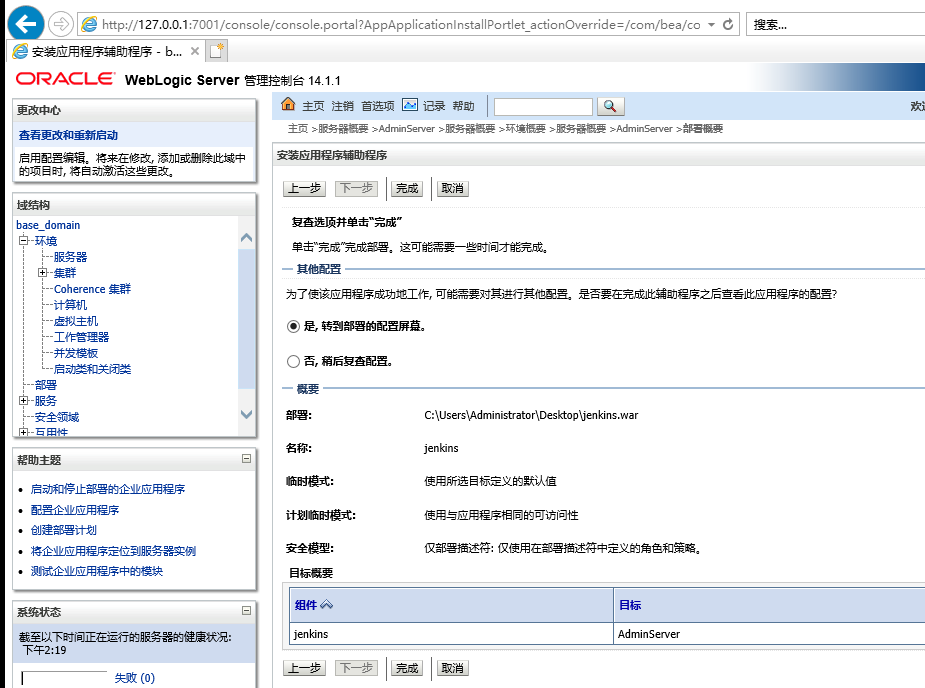 http://127.0.0.1:7001/console/console.portal?AppApplicationInstallPortlet_actionOverride=/com/bea/co
搜索...
安装应用程序辅助程序 - b...
ORACLE WebLogic Server 管理控制台 14.1.1
更改中心
查看更改和重新启动
启用配置编辑。将来在修改, 添加或删除此域中
的项目时, 将自动激活这些更改。
域结构
base_domain
环境
服务器
集群
Coherence 集群
计算机
虚拟主机
工作管理器
并发模板
启动类和关闭类
部署
服务
安全领域
互用性
帮助主题
启动和停止部署的企业应用程序
配置企业应用程序
创建部署计划
将企业应用程序定位到服务器实例
测试企业应用程序中的模块
系统状态
截至以下时间正在运行的服务器的健康状况:
下午2:19
失败 (0)
主页 注销 首选项 记录 帮助
欢迎
主页 >服务器概要 >AdminServer >服务器概要 >环境概要 >服务器概要 >AdminServer >部署概要
安装应用程序辅助程序
上一步 下一步 完成 取消
复查选项并单击“完成”
单击“完成”完成部署。这可能需要一些时间才能完成。
其他配置
为了使该应用程序成功地工作, 可能需要对其进行其他配置。是否要在完成此辅助程序之后查看此应用程序的配置?
是, 转到部署的配置屏幕。
否, 稍后复查配置。
概要
部署: C:\Users\Administrator\Desktop\jenkins.war
名称: jenkins
临时模式: 使用所选目标定义的默认值
计划临时模式: 使用与应用程序相同的可访问性
安全模型: 仅部署描述符: 仅使用在部署描述符中定义的角色和策略。
目标概要
组件 目标
jenkins AdminServer
上一步 下一步 完成 取消